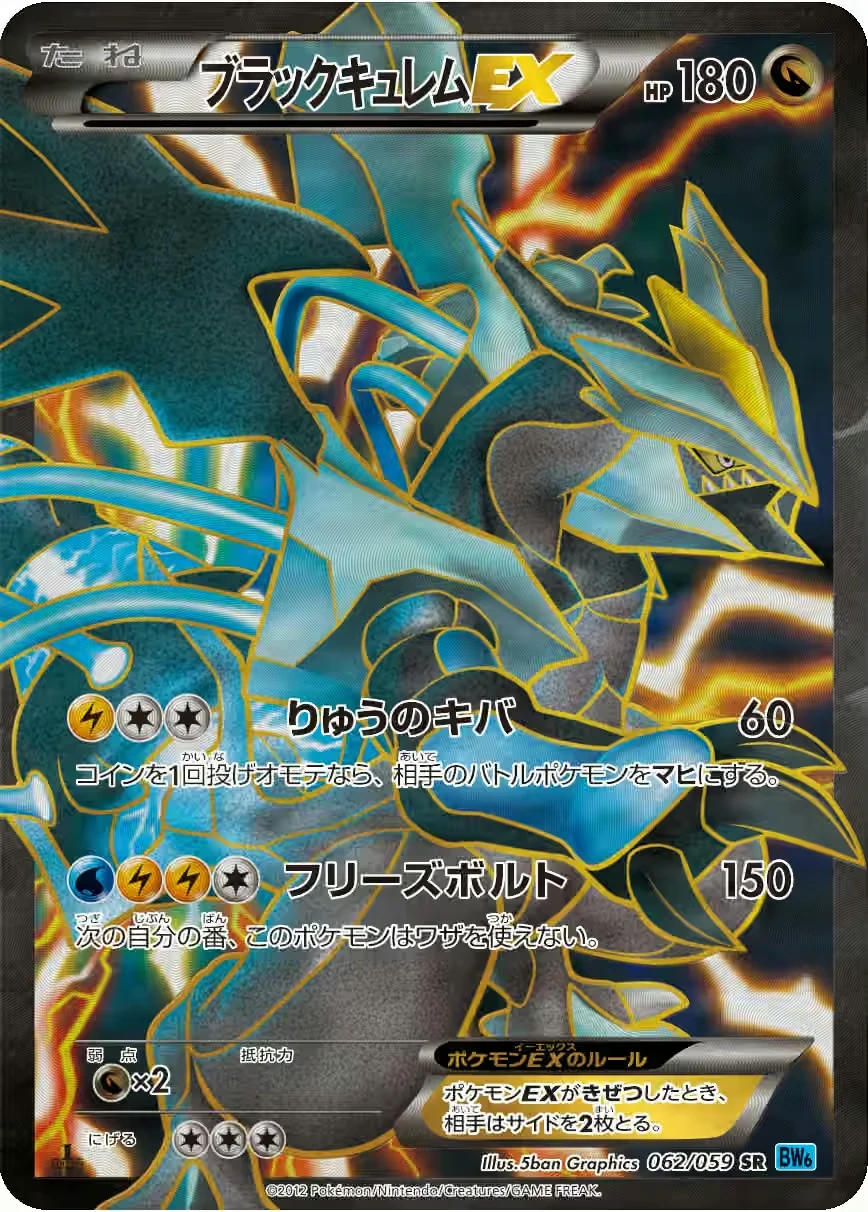 たね
ブラックキュレムEX
HP180
りゅうのキバ 60
コインを1回投げオモテなら、相手のバトルポケモンをマヒにする。
フリーズボルト 150
次の自分の番、このポケモンはワザを使えない。
弱点 抵抗力
×2
ポケモンEXのルール
ポケモンEXがきぜつしたとき、
相手はサイドを2枚とる。
にげる
Illus.5ban Graphics 062/059 SR BW6
©2012 Pokémon/Nintendo/Creatures/GAME FREAK.